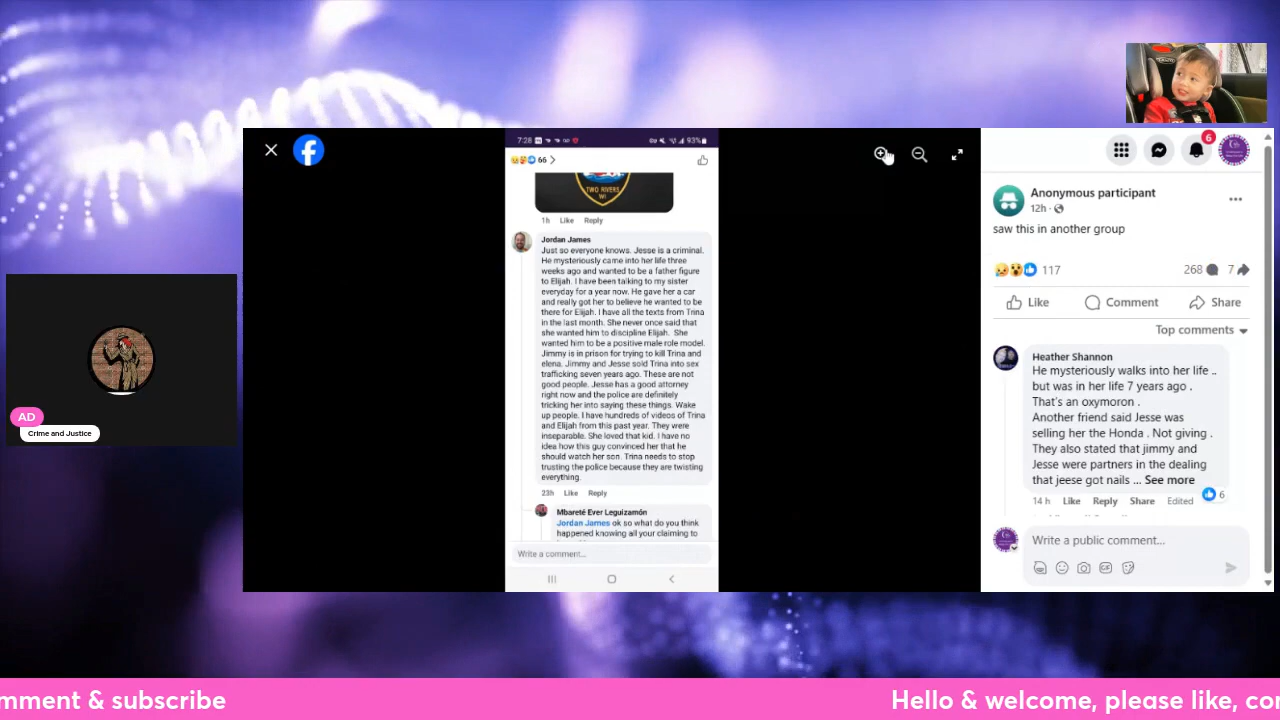 7:28
93%
66
TWO RIVERS
WI
1h Like Reply
Jordan James
Just so everyone knows. Jesse is a criminal.
He mysteriously came into her life three
weeks ago and wanted to be a father figure
to Elijah. I have been talking to my sister
everyday for a year now. He gave her a car
and really got her to believe he wanted to be
there for Elijah. I have all the texts from Trina
in the last month. She never once said that
she wanted him to discipline Elijah. She
wanted him to be a positive male role model.
Jimmy is in prison for trying to kill Trina and
elena. Jimmy and Jesse sold Trina into sex
trafficking seven years ago. These are not
good people. Jesse has a good attorney
right now and the police are definitely
tricking her into saying these things. Wake
up people. I have hundreds of videos of Trina
and Elijah from this past year. They were
inseparable. She loved that kid. I have no
idea how this guy convinced her that he
should watch her son. Trina needs to stop
trusting the police because they are twisting
everything.
23h Like Reply
Mbareté Ever Leguizamón
Jordan James ok so what do you think
happened knowing all your claiming to
Write a comment...
6
Anonymous participant
12h
saw this in another group
117
268 7
Like Comment Share
Top comments
Heather Shannon
He mysteriously walks into her life ..
but was in her life 7 years ago .
That's an oxymoron .
Another friend said Jesse was
selling her the Honda . Not giving .
They also stated that jimmy and
Jesse were partners in the dealing
that jeese got nails ... See more
6
14 h Like Reply Share Edited
Write a public comment...
GIF
AD
Crime and Justice
mment & subscribe
Hello & welcome, please like, con